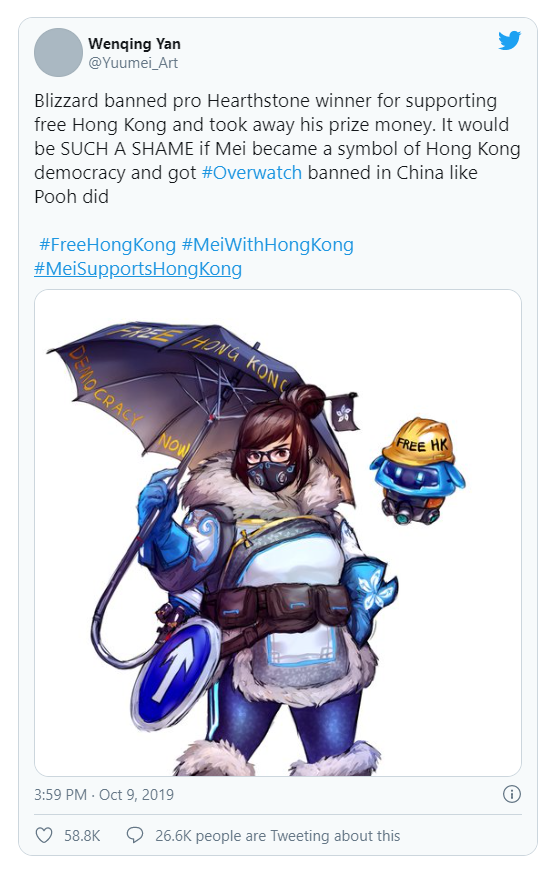 Wenqing Yan
@Yuumei_Art
Blizzard banned pro Hearthstone winner for supporting
free Hong Kong and took away his prize money. It would
be SUCH A SHAME if Mei became a symbol of Hong Kong
democracy and got #Overwatch banned in China like
Pooh did
#FreeHongKong #MeiWithHongKong
#MeiSupportsHongKong
FREE HONG KONG
DEMOCRACY NOW
FREE HK
3:59 PM · Oct 9, 2019
58.8K 26.6K people are Tweeting about this